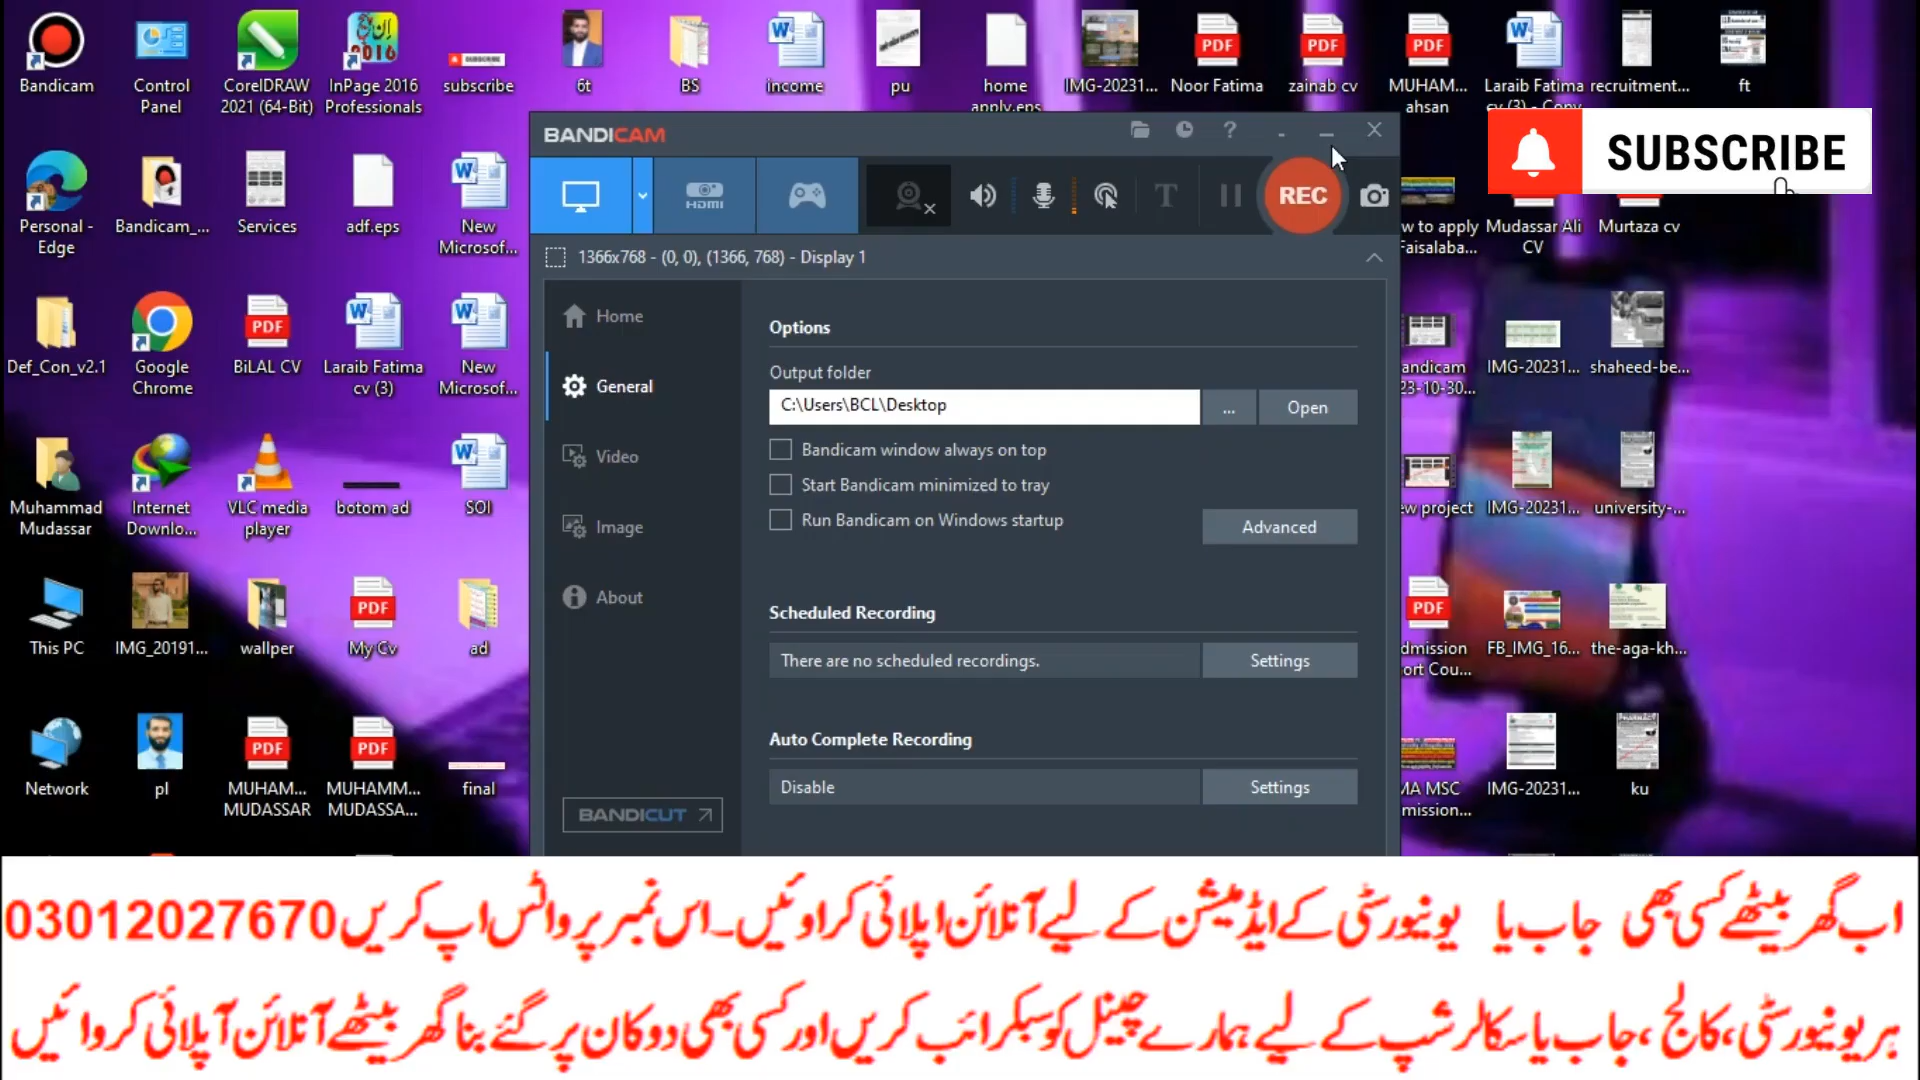 Bandicam
Control Panel
CorelDRAW 2021 (64-Bit)
InPage 2016 Professionals
subscribe
6t
BS
income
pu
home apply.eps
IMG-20231...
Noor Fatima
zainab cv
MUHAM... ahsan
Laraib Fatima cv (3) - Copy
recruitment...
ft
BANDICAM
SUBSCRIBE
HDMI
T
REC
Personal - Edge
Bandicam_...
Services
adf.eps
New Microsof...
w to apply Faisalaba...
Mudassar Ali CV
Murtaza cv
1366x768 - (0, 0), (1366, 768) - Display 1
Home
General
Video
Image
About
BANDICUT
Options
Output folder
C:\Users\BCL\Desktop
...
Open
Bandicam window always on top
Start Bandicam minimized to tray
Run Bandicam on Windows startup
Advanced
Scheduled Recording
There are no scheduled recordings.
Settings
Auto Complete Recording
Disable
Settings
Def_Con_v2.1
Google Chrome
BiLAL CV
Laraib Fatima cv (3)
New Microsof...
andicam 23-10-30...
IMG-20231...
shaheed-be...
Muhammad Mudassar
Internet Downlo...
VLC media player
botom ad
SOI
ew project
IMG-20231...
university-...
This PC
IMG_20191...
wallper
My Cv
ad
dmission ort Cou...
FB_IMG_16...
the-aga-kh...
Network
pl
MUHAM... MUDASSAR
MUHAMM... MUDASSA...
final
MA MSC mission...
IMG-20231...
ku
اب گھر بیٹھے کسی بھی جاب یا یونیورسٹی کے ایڈمیشن کے لیے آنلائن اپلائی کراوئیں۔اس نمبر پر واٹس اپ کریں 03012027670
ہر یونیورسٹی، کالج، جاب یا سکالرشپ کے لیے ہمارے چینل کو سبکرائب کریں اور کسی بھی دوکان پر گئے بنا گھر بیٹھے آنلائن آپلائی کروائیں